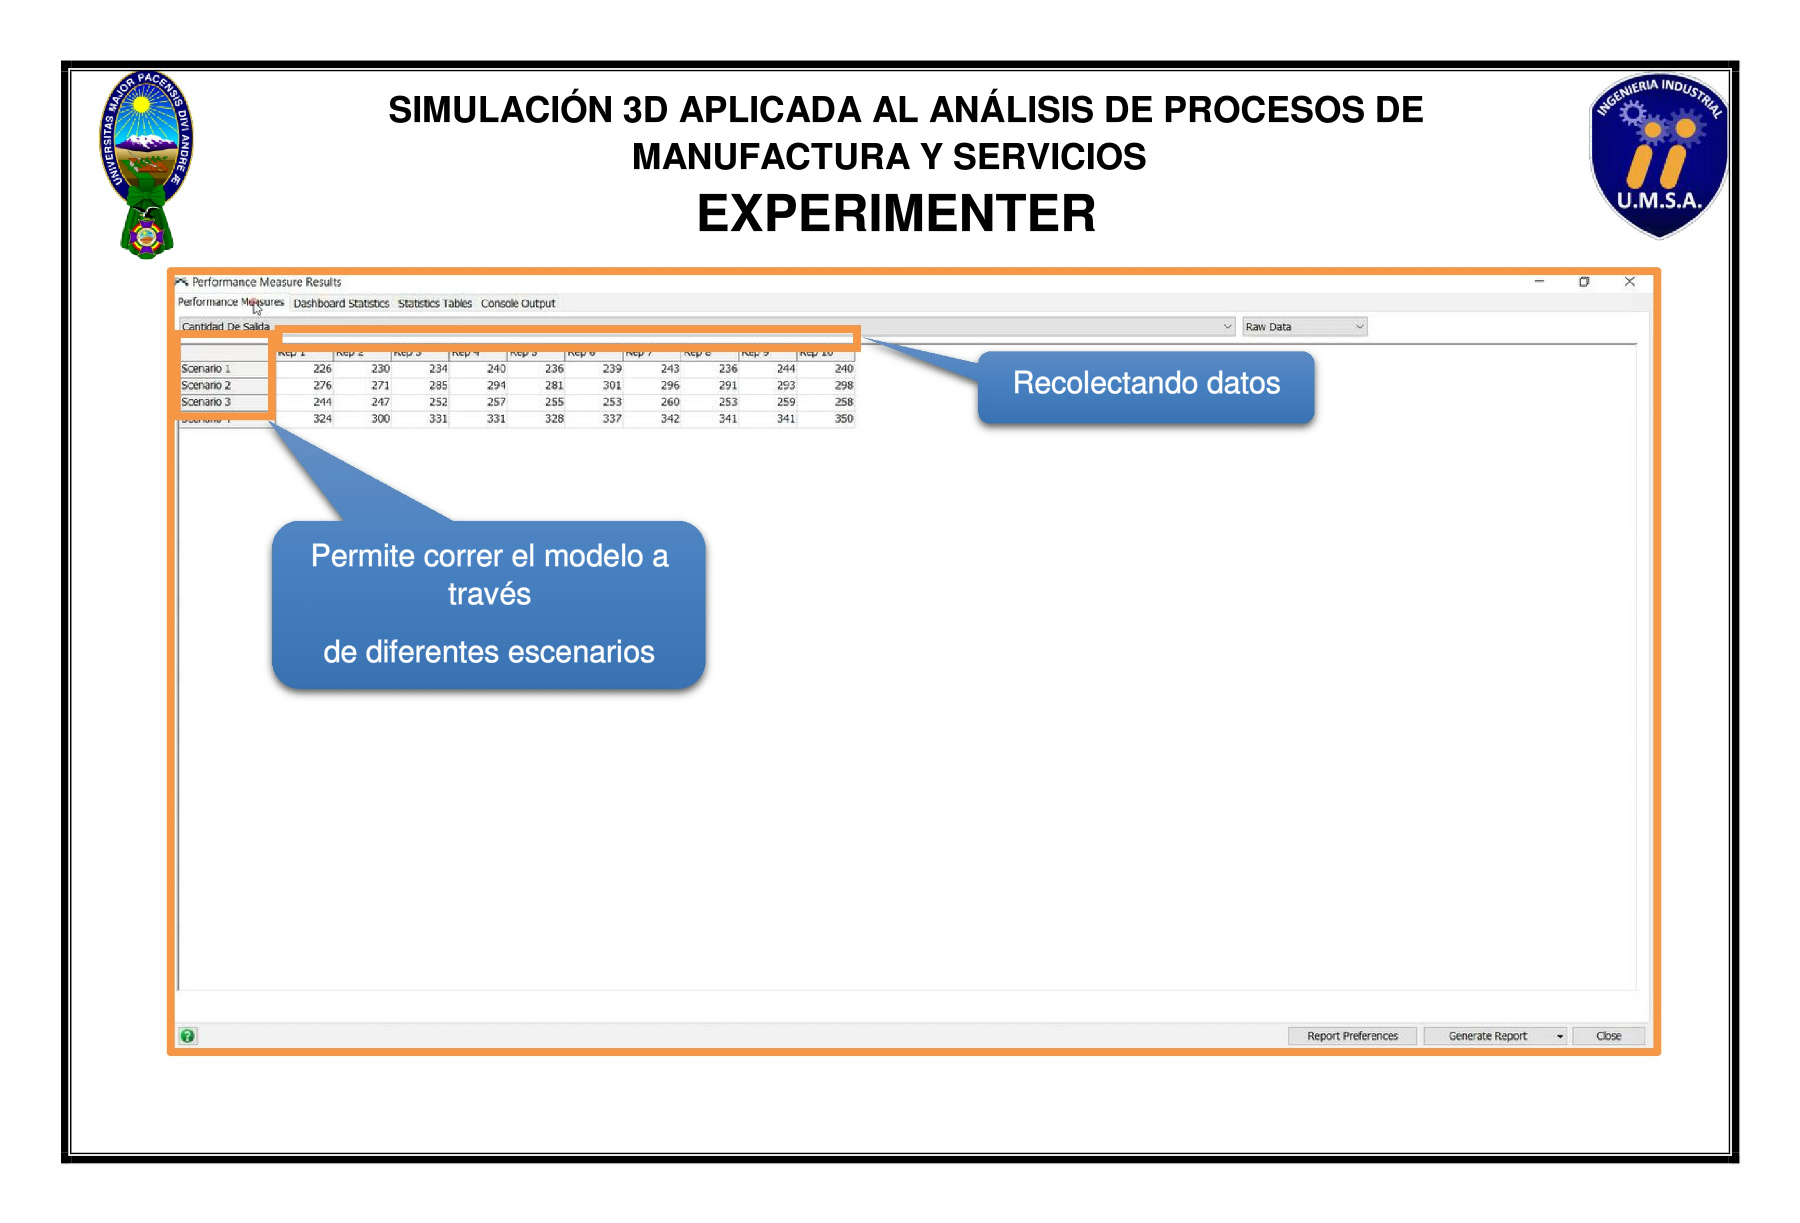 UNIVERSITAS MAJOR PACENSIS DIVI ANDRE Æ
SIMULACIÓN 3D APLICADA AL ANÁLISIS DE PROCESOS DE
MANUFACTURA Y SERVICIOS
EXPERIMENTER
INGENIERIA INDUSTRIAL
U.M.S.A.
Performance Measure Results
Performance Measures Dashboard Statistics Statistics Tables Console Output
Cantidad De Salida Raw Data
Rep 1 Rep 2 Rep 3 Rep 4 Rep 5 Rep 6 Rep 7 Rep 8 Rep 9 Rep 10
Scenario 1 226 230 234 240 236 239 243 236 244 240
Scenario 2 276 271 285 294 281 301 296 291 293 298
Scenario 3 244 247 252 257 255 253 260 253 259 258
Scenario 4 324 300 331 331 328 337 342 341 341 350
Recolectando datos
Permite correr el modelo a
través
de diferentes escenarios
Report Preferences Generate Report Close